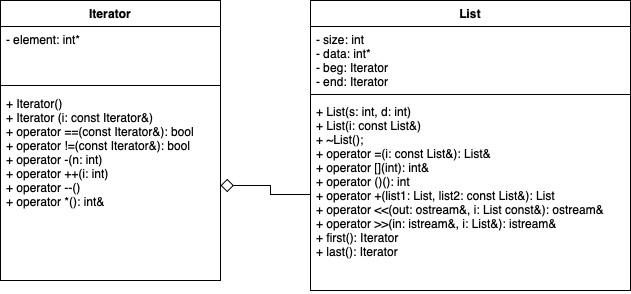 Iterator
- element: int*
+ Iterator()
+ Iterator (i: const Iterator&)
+ operator ==(const Iterator&): bool
+ operator !=(const Iterator&): bool
+ operator -(n: int)
+ operator ++(i: int)
+ operator --()
+ operator *(): int&
List
- size: int
- data: int*
- beg: Iterator
- end: Iterator
+ List(s: int, d: int)
+ List(i: const List&)
+ ~List();
+ operator =(i: const List&): List&
+ operator [](int): int&
+ operator ()(): int
+ operator +(list1: List, list2: const List&): List
+ operator <<(out: ostream&, i: List const&): ostream&
+ operator >>(in: istream&, i: List&): istream&
+ first(): Iterator
+ last(): Iterator